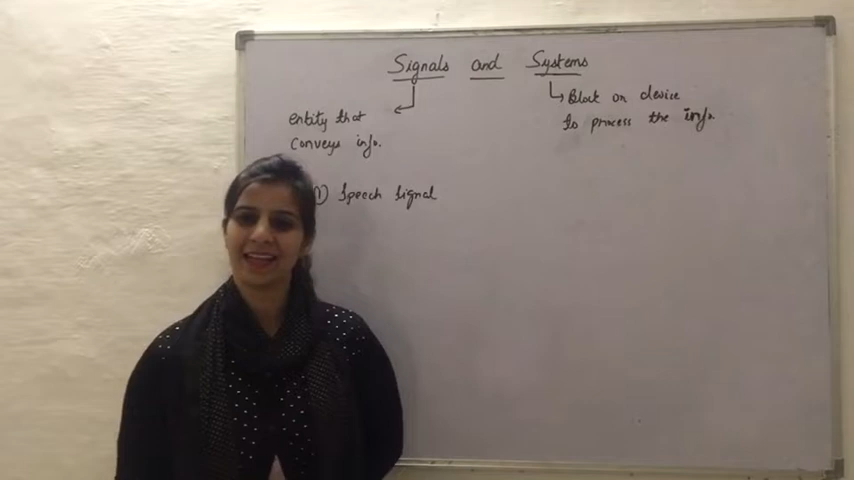 Signals and Systems
entity that
conveys info.
Block or device
to process the info.
1) Speech Signal